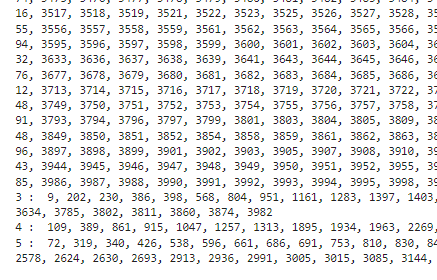 16, 3517, 3518, 3519, 3521, 3522, 3523, 3525, 3526, 3527, 3528, 35
55, 3556, 3557, 3558, 3559, 3561, 3562, 3563, 3564, 3565, 3566, 35
94, 3595, 3596, 3597, 3598, 3599, 3600, 3601, 3602, 3603, 3604, 36
32, 3633, 3636, 3637, 3638, 3639, 3641, 3643, 3644, 3645, 3646, 36
76, 3677, 3678, 3679, 3680, 3681, 3682, 3683, 3684, 3685, 3686, 36
12, 3713, 3714, 3715, 3716, 3717, 3718, 3719, 3720, 3721, 3722, 37
48, 3749, 3750, 3751, 3752, 3753, 3754, 3755, 3756, 3757, 3758, 37
91, 3793, 3794, 3796, 3797, 3799, 3801, 3803, 3804, 3805, 3809, 38
48, 3849, 3850, 3851, 3852, 3854, 3858, 3859, 3861, 3862, 3863, 38
96, 3897, 3898, 3899, 3901, 3902, 3903, 3905, 3907, 3908, 3910, 39
43, 3944, 3945, 3946, 3947, 3948, 3949, 3950, 3951, 3952, 3955, 39
85, 3986, 3987, 3988, 3990, 3991, 3992, 3993, 3994, 3995, 3998, 39
3 : 9, 202, 230, 386, 398, 568, 804, 951, 1161, 1283, 1397, 1403,
3634, 3785, 3802, 3811, 3860, 3874, 3982
4 : 109, 389, 861, 915, 1047, 1257, 1313, 1895, 1934, 1963, 2269,
5 : 72, 319, 340, 426, 538, 596, 661, 686, 691, 753, 810, 830, 84
2578, 2624, 2630, 2693, 2913, 2936, 2991, 3005, 3015, 3085, 3144,